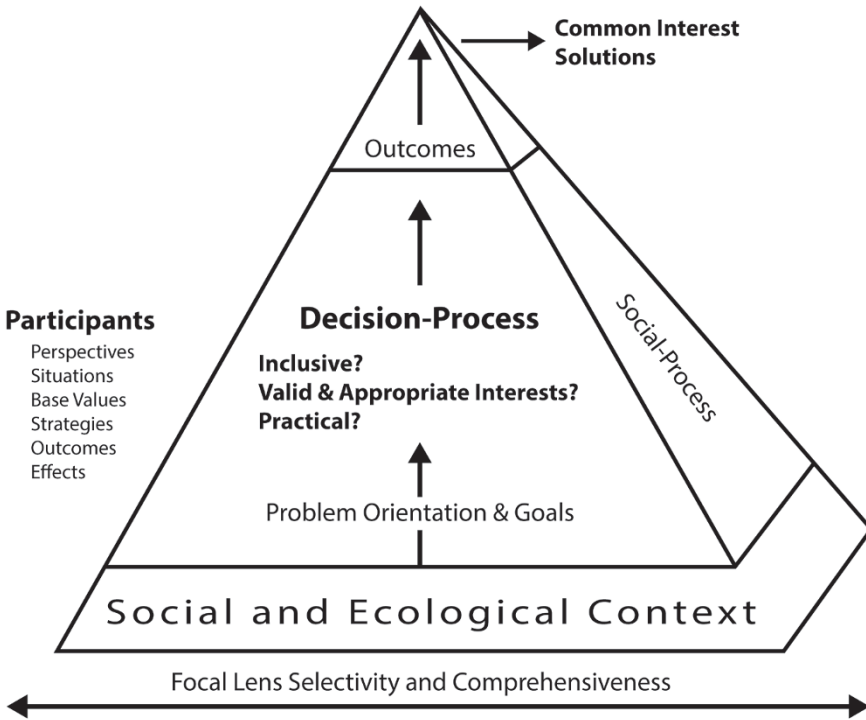 Common Interest
Solutions
Outcomes
Participants
Perspectives
Situations
Base Values
Strategies
Outcomes
Effects
Decision-Process
Inclusive?
Valid & Appropriate Interests?
Practical?
Social-Process
Problem Orientation & Goals
Social and Ecological Context
Focal Lens Selectivity and Comprehensiveness